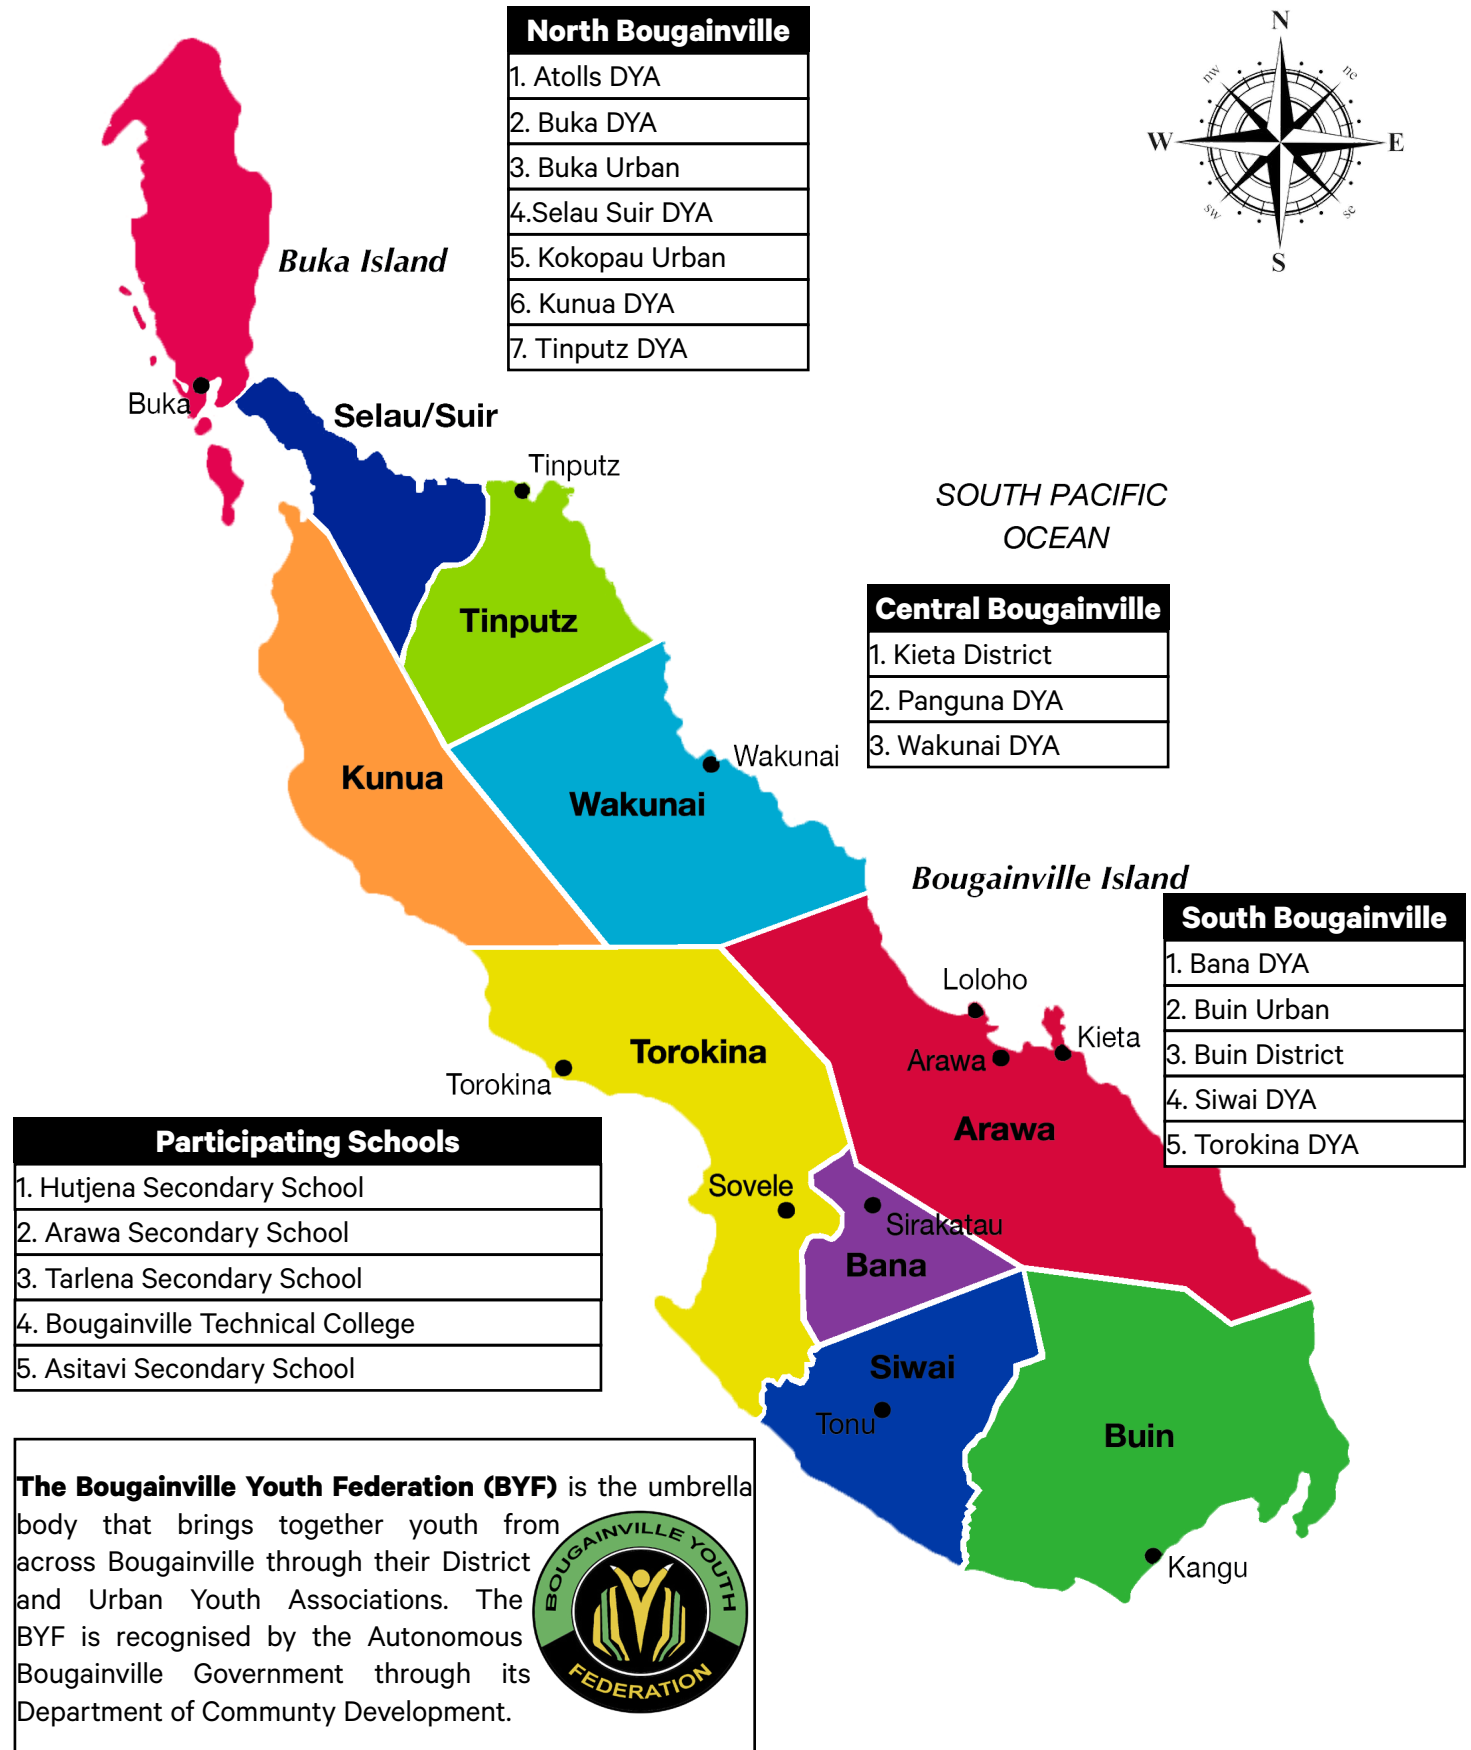 North Bougainville
1. Atolls DYA
2. Buka DYA
3. Buka Urban
4.Selau Suir DYA
5. Kokopau Urban
6. Kunua DYA
7. Tinputz DYA
N
nw
ne
W
E
sw
se
S
Buka Island
Buka
Selau/Suir
Tinputz
SOUTH PACIFIC
OCEAN
Tinputz
Central Bougainville
1. Kieta District
2. Panguna DYA
3. Wakunai DYA
Wakunai
Kunua
Wakunai
Bougainville Island
South Bougainville
1. Bana DYA
2. Buin Urban
3. Buin District
4. Siwai DYA
5. Torokina DYA
Loloho
Kieta
Arawa
Torokina
Torokina
Arawa
Participating Schools
1. Hutjena Secondary School
2. Arawa Secondary School
3. Tarlena Secondary School
4. Bougainville Technical College
5. Asitavi Secondary School
Sovele
Sirakatau
Bana
Siwai
Tonu
Buin
Kangu
The Bougainville Youth Federation (BYF) is the umbrella
body that brings together youth from
across Bougainville through their District
and Urban Youth Associations. The
BYF is recognised by the Autonomous
Bougainville Government through its
Department of Communty Development.
BOUGAINVILLE YOUTH
FEDERATION